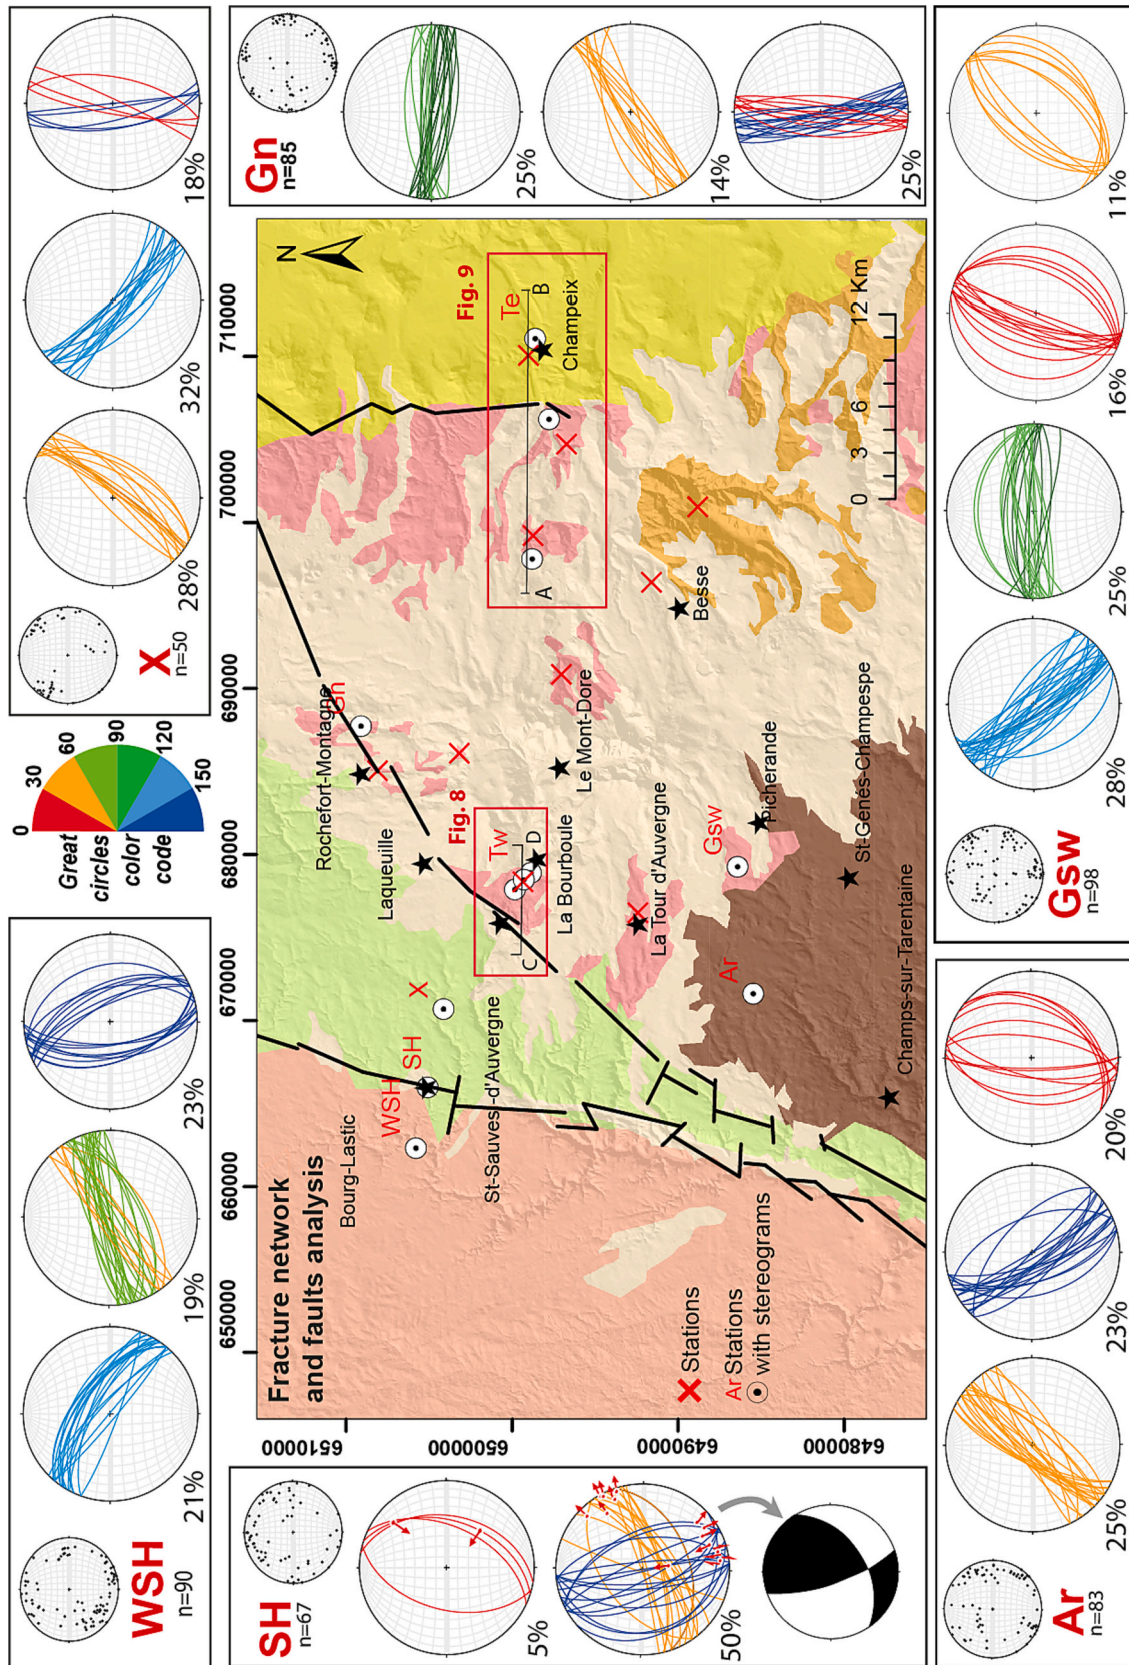 WSH
n=90
21%
19%
23%
Great
circles
color
code
0
30
60
90
120
150
X
n=50
28%
32%
18%
SH
n=67
5%
50%
650000
660000
670000
680000
690000
700000
710000
6510000
6500000
6490000
6480000
Fracture network
and faults analysis
N
Bourg-Lastic
WSH
SH
St-Sauves-d'Auvergne
Laqueuille
Rochefort-Montagne
Gn
Fig. 8
Tw
C
D
La Bourboule
Le Mont-Dore
La Tour d'Auvergne
Fig. 9
Te
A
B
Champeix
Besse
Gsw
Picherande
Ar
St-Genés-Champespe
Champs-sur-Tarentaine
Stations
Ar Stations
with stereograms
0
3
6
12 Km
Gn
n=85
25%
14%
25%
Ar
n=83
25%
23%
20%
Gsw
n=98
28%
25%
16%
11%